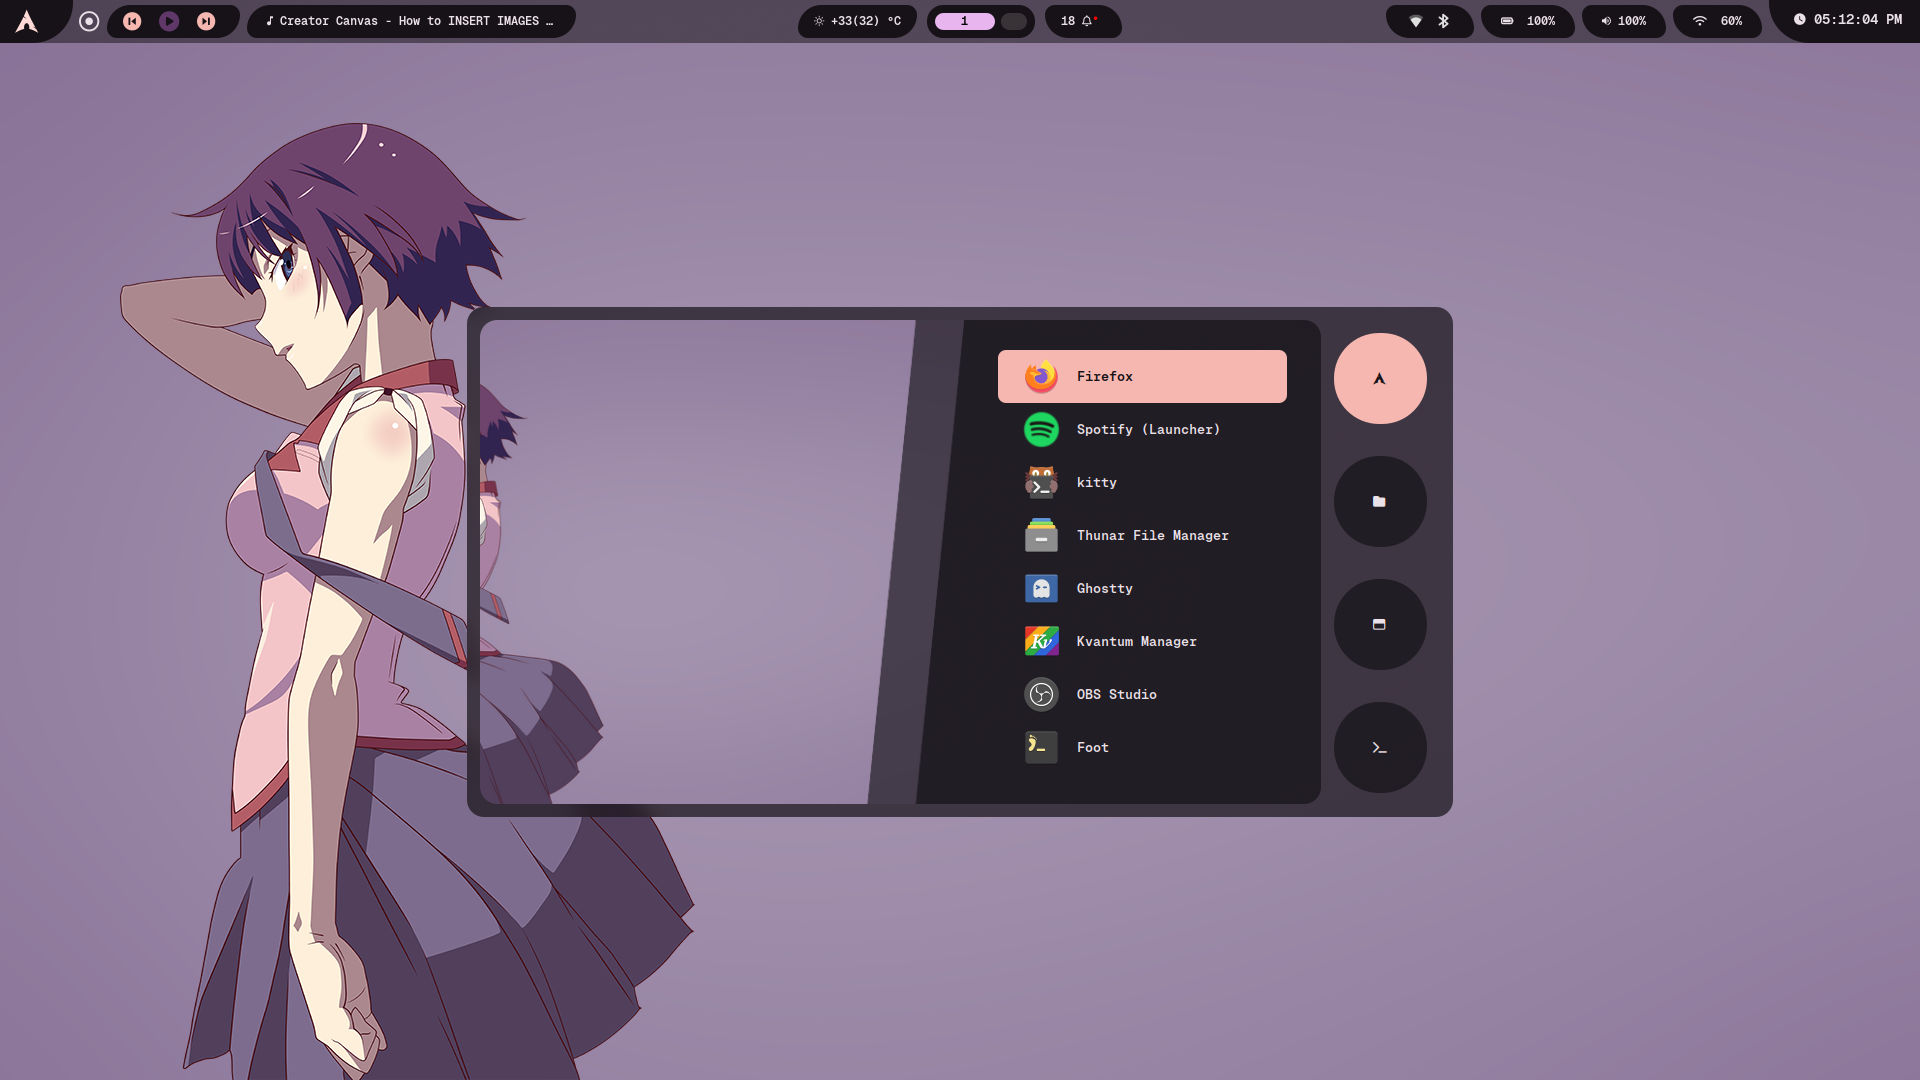 Creator Canvas - How to INSERT IMAGES …
+33(32) °C
1
18
100%
100%
60%
05:12:04 PM
Firefox
Spotify (Launcher)
kitty
Thunar File Manager
Ghostty
Kvantum Manager
OBS Studio
Foot